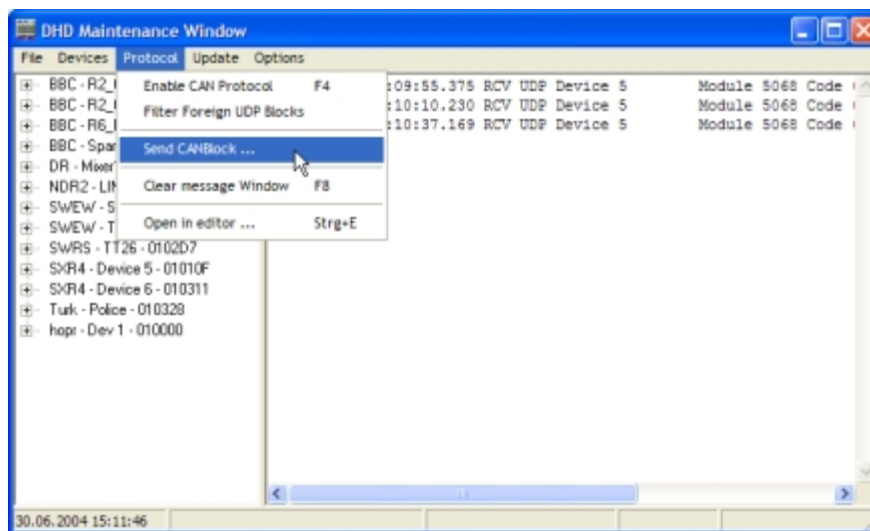 DHD Maintenance Window
File Devices Protocol Update Options
BBC - R2_
BBC - R2_
BBC - R6_
BBC - Spar
DR - Mixer
NDR2 - LIN
SWEW - S
SWEW - T
SWRS - TT26 - 0102D7
SXR4 - Device 5 - 01010F
SXR4 - Device 6 - 010311
Turk. - Police - 010328
hopr - Dev 1 - 010000
Enable CAN Protocol F4
Filter Foreign UDP Blocks
Send CANBlock ...
Clear message Window F8
Open in editor ... Strg+E
:09:55.375 RCV UDP Device 5 Module 5068 Code
:10:10.230 RCV UDP Device 5 Module 5068 Code
:10:37.169 RCV UDP Device 5 Module 5068 Code
30.06.2004 15:11:46